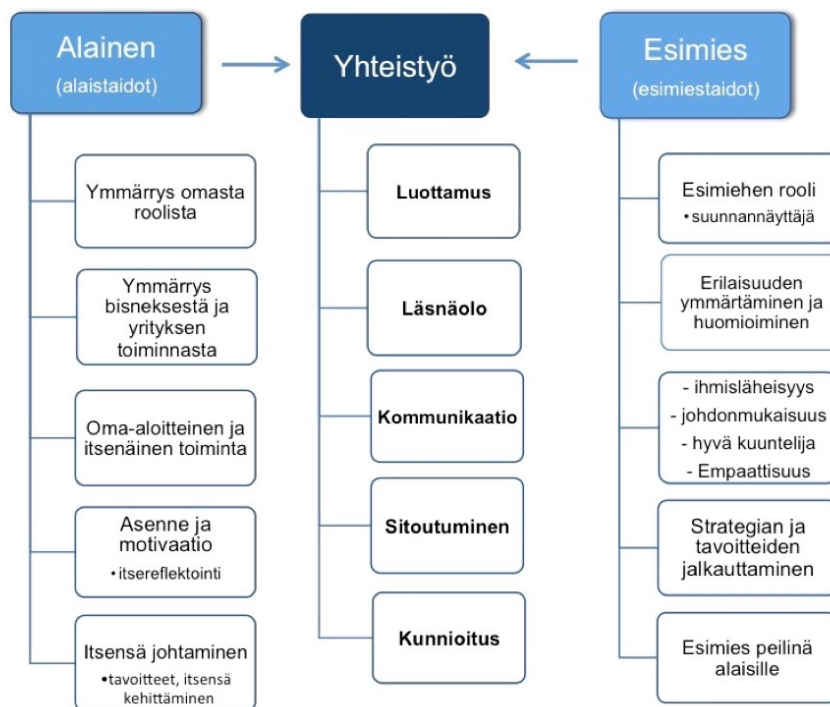 Alainen
(alaistaidot)
Ymmärrys omasta
roolista
Ymmärrys
bisneksestä ja
yrityksen
toiminnasta
Oma-aloitteinen ja
itsenäinen toiminta
Asenne ja
motivaatio
•itsereflektointi
Itsensä johtaminen
•tavoitteet, itsensä
kehittäminen
Yhteistyö
Luottamus
Läsnäolo
Kommunikaatio
Sitoutuminen
Kunnioitus
Esimies
(esimiestaidot)
Esimiehen rooli
•suunnannäyttäjä
Erilaisuuden
ymmärtäminen ja
huomioiminen
- ihmisläheisyys
- johdonmukaisuus
- hyvä kuuntelija
- Empaattisuus
Strategian ja
tavoitteiden
jalkauttaminen
Esimies peilinä
alaisille